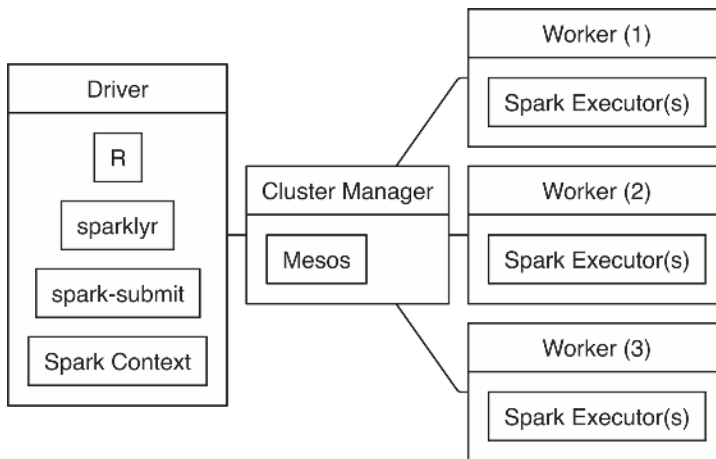 Driver
R
sparklyr
spark-submit
Spark Context
Cluster Manager
Mesos
Worker (1)
Spark Executor(s)
Worker (2)
Spark Executor(s)
Worker (3)
Spark Executor(s)